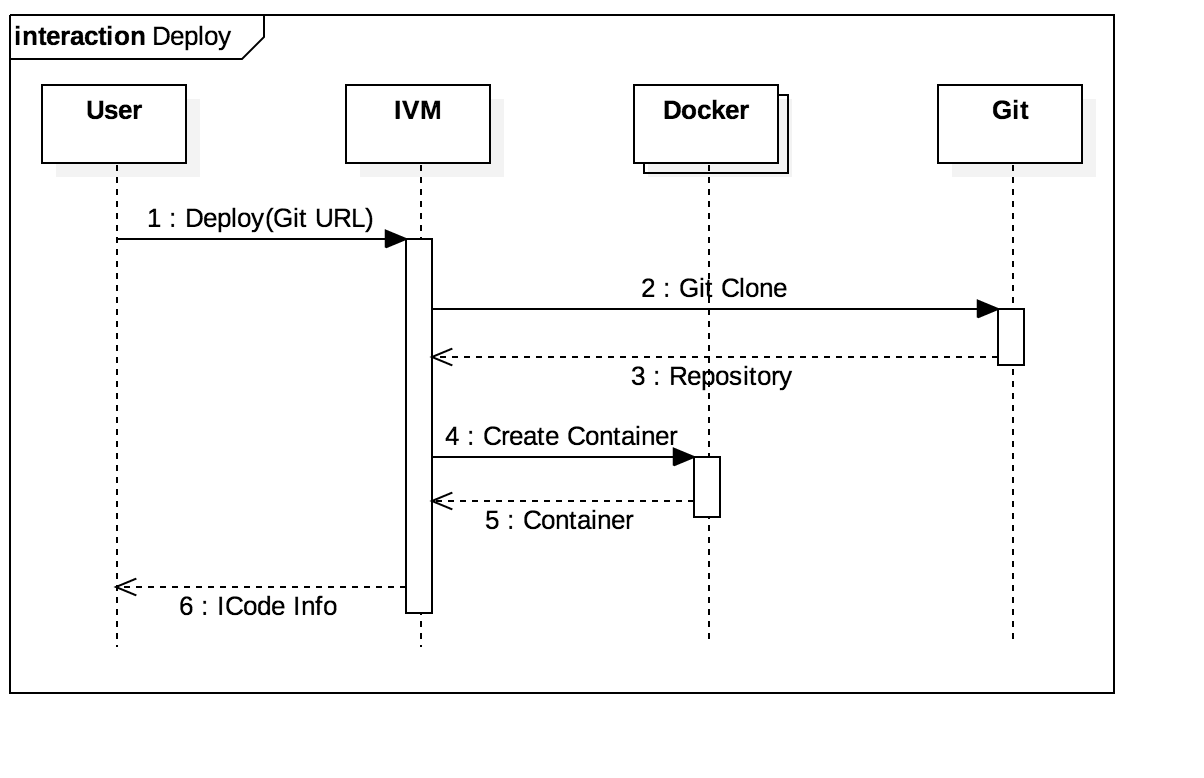 interaction Deploy
User
IVM
Docker
Git
1 : Deploy(Git URL)
2 : Git Clone
3 : Repository
4 : Create Container
5 : Container
6 : ICode Info